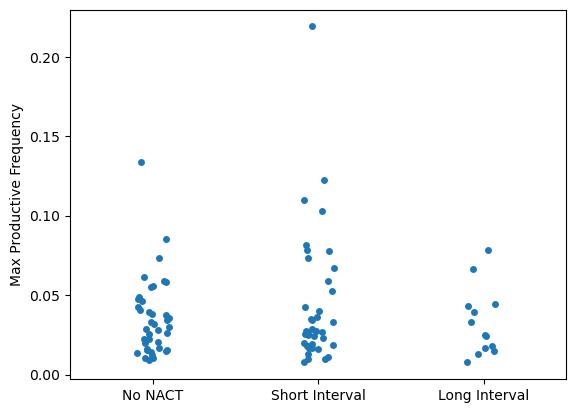 Max Productive Frequency
0.20
0.15
0.10
0.05
0.00
No NACT
Short Interval
Long Interval